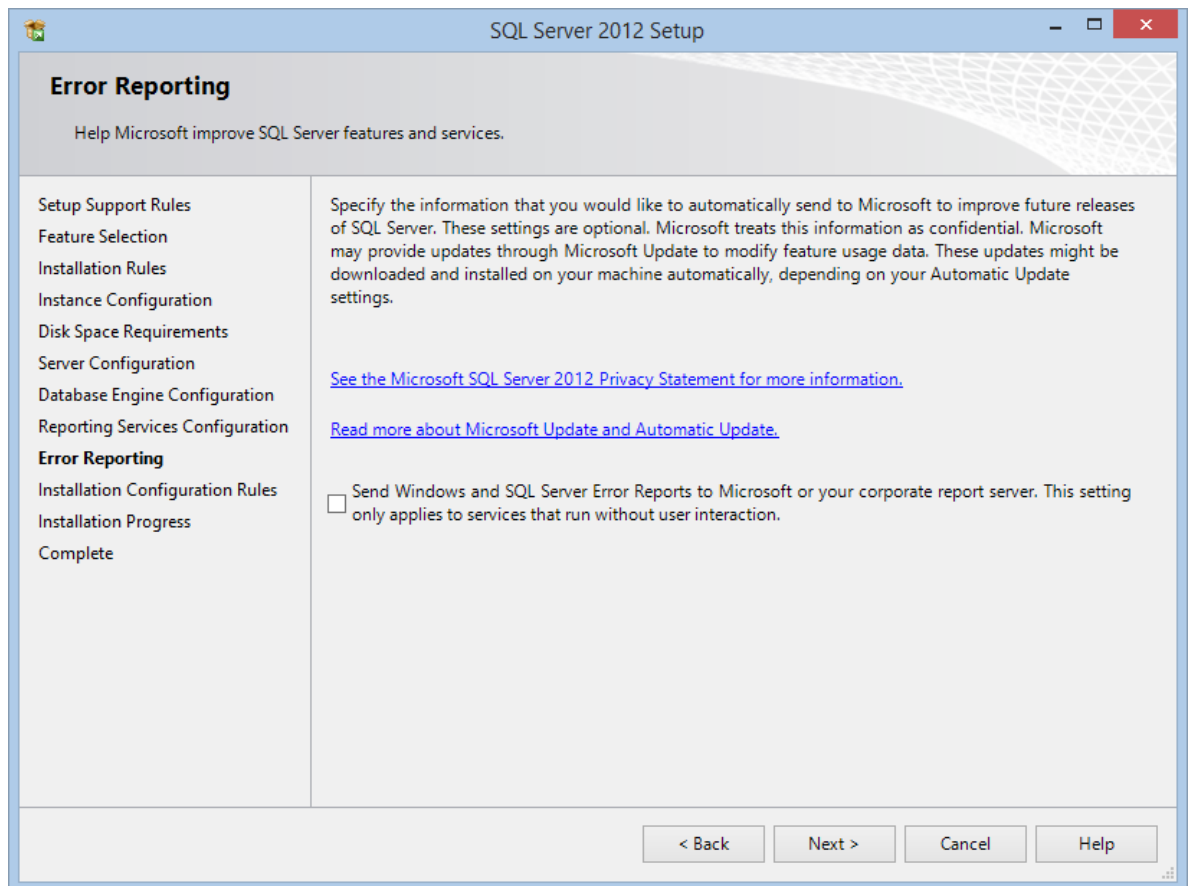 SQL Server 2012 Setup
Error Reporting
Help Microsoft improve SQL Server features and services.
Setup Support Rules
Feature Selection
Installation Rules
Instance Configuration
Disk Space Requirements
Server Configuration
Database Engine Configuration
Reporting Services Configuration
Error Reporting
Installation Configuration Rules
Installation Progress
Complete
Specify the information that you would like to automatically send to Microsoft to improve future releases
of SQL Server. These settings are optional. Microsoft treats this information as confidential. Microsoft
may provide updates through Microsoft Update to modify feature usage data. These updates might be
downloaded and installed on your machine automatically, depending on your Automatic Update
settings.
See the Microsoft SQL Server 2012 Privacy Statement for more information.
Read more about Microsoft Update and Automatic Update.
Send Windows and SQL Server Error Reports to Microsoft or your corporate report server. This setting
only applies to services that run without user interaction.
< Back
Next >
Cancel
Help